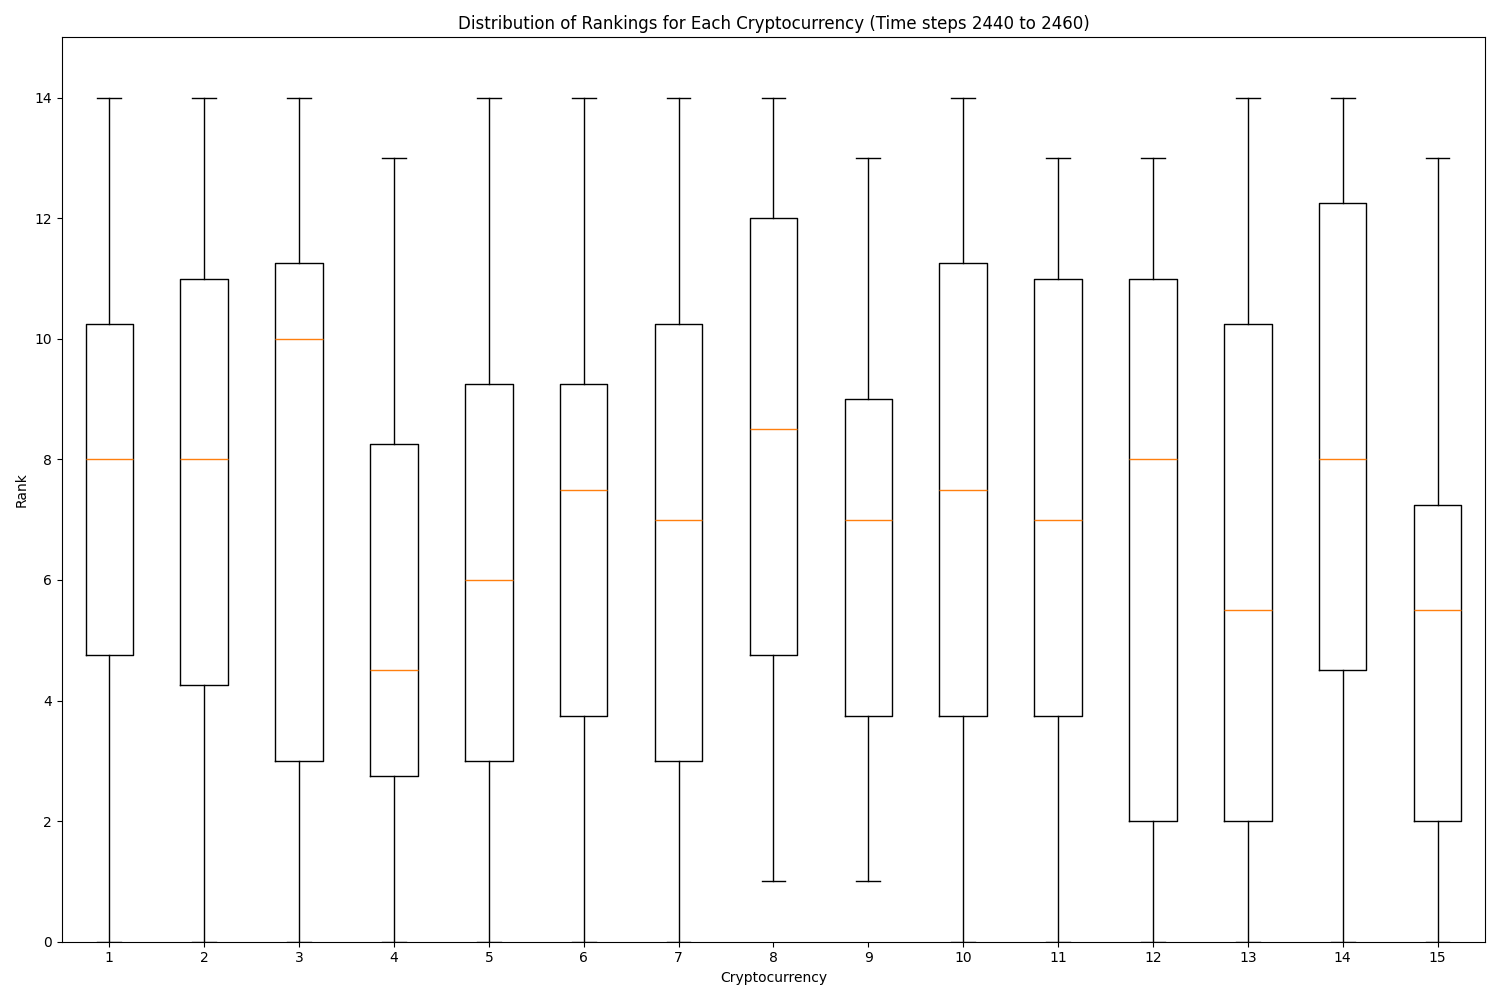 Distribution of Rankings for Each Cryptocurrency (Time steps 2440 to 2460)
14
12
10
8
6
4
2
0
Rank
1 2 3 4 5 6 7 8 9 10 11 12 13 14 15
Cryptocurrency